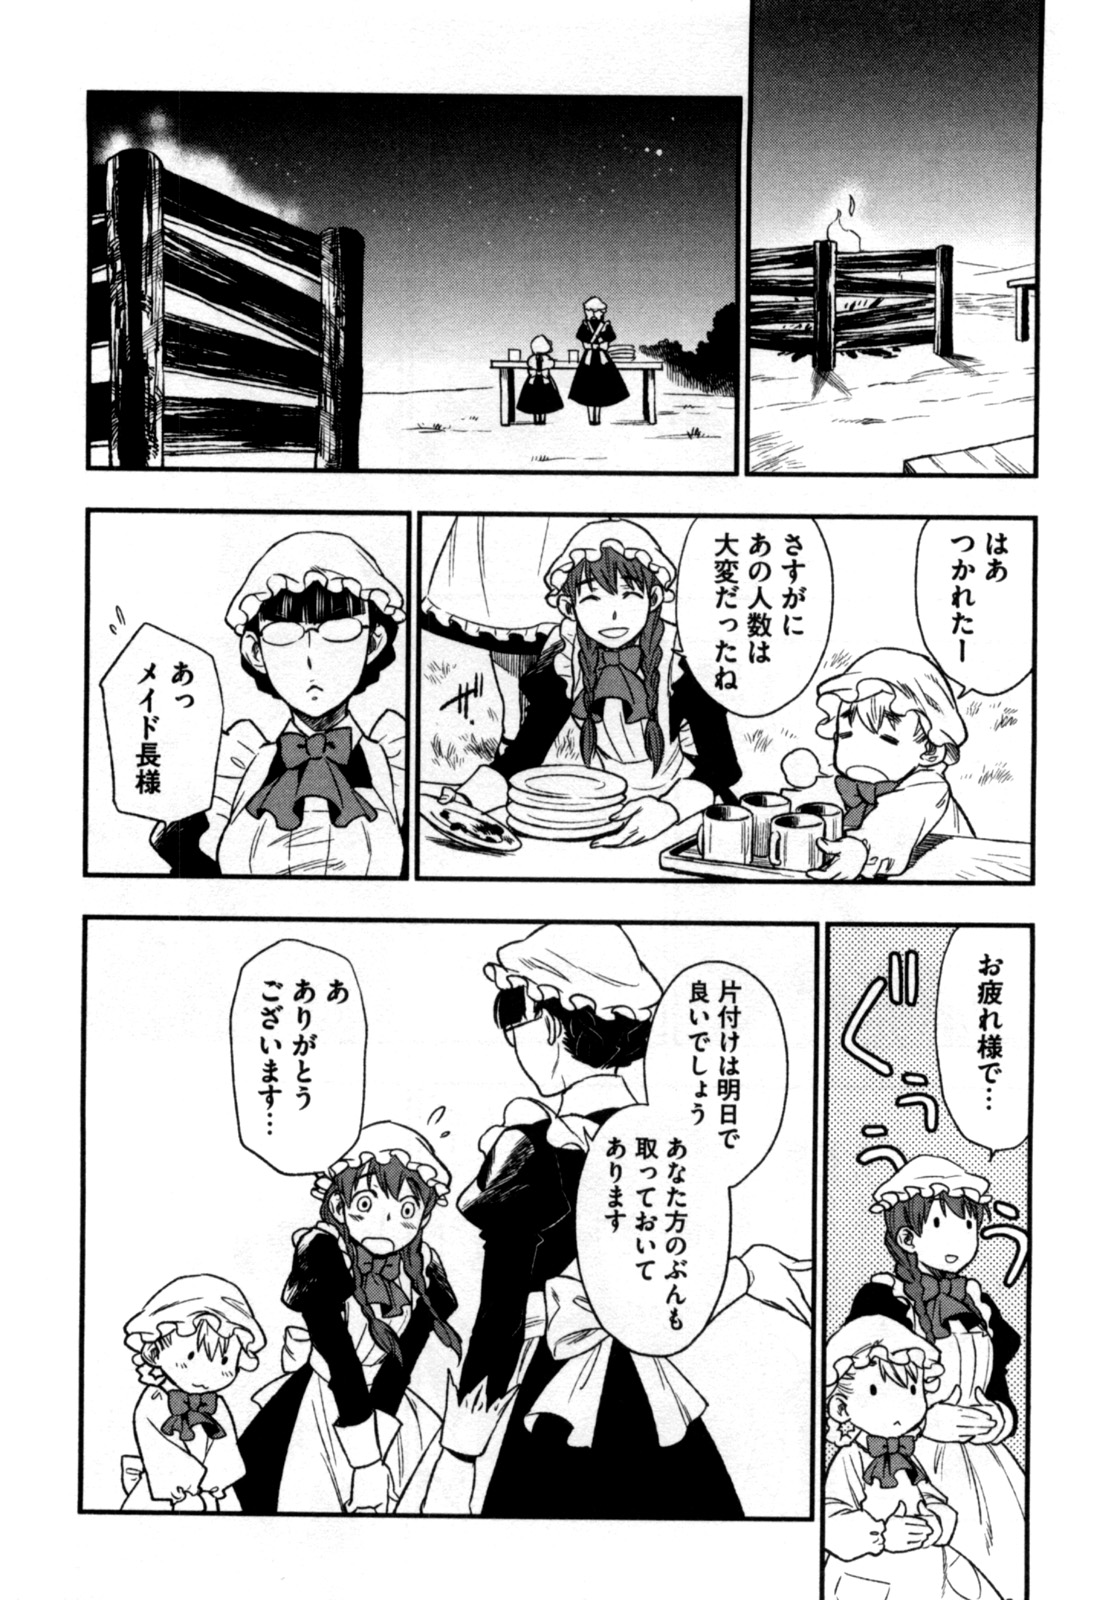 はあ
つかれたー
さすがに
あの人数は
大変だったね
ザッ
あっ
メイド長様
お疲れ様で…
ぐぅうぅ
片付けは明日で
良いでしょう
あなた方のぶんも
取っておいて
あります
あ
ありがとう
ございます…